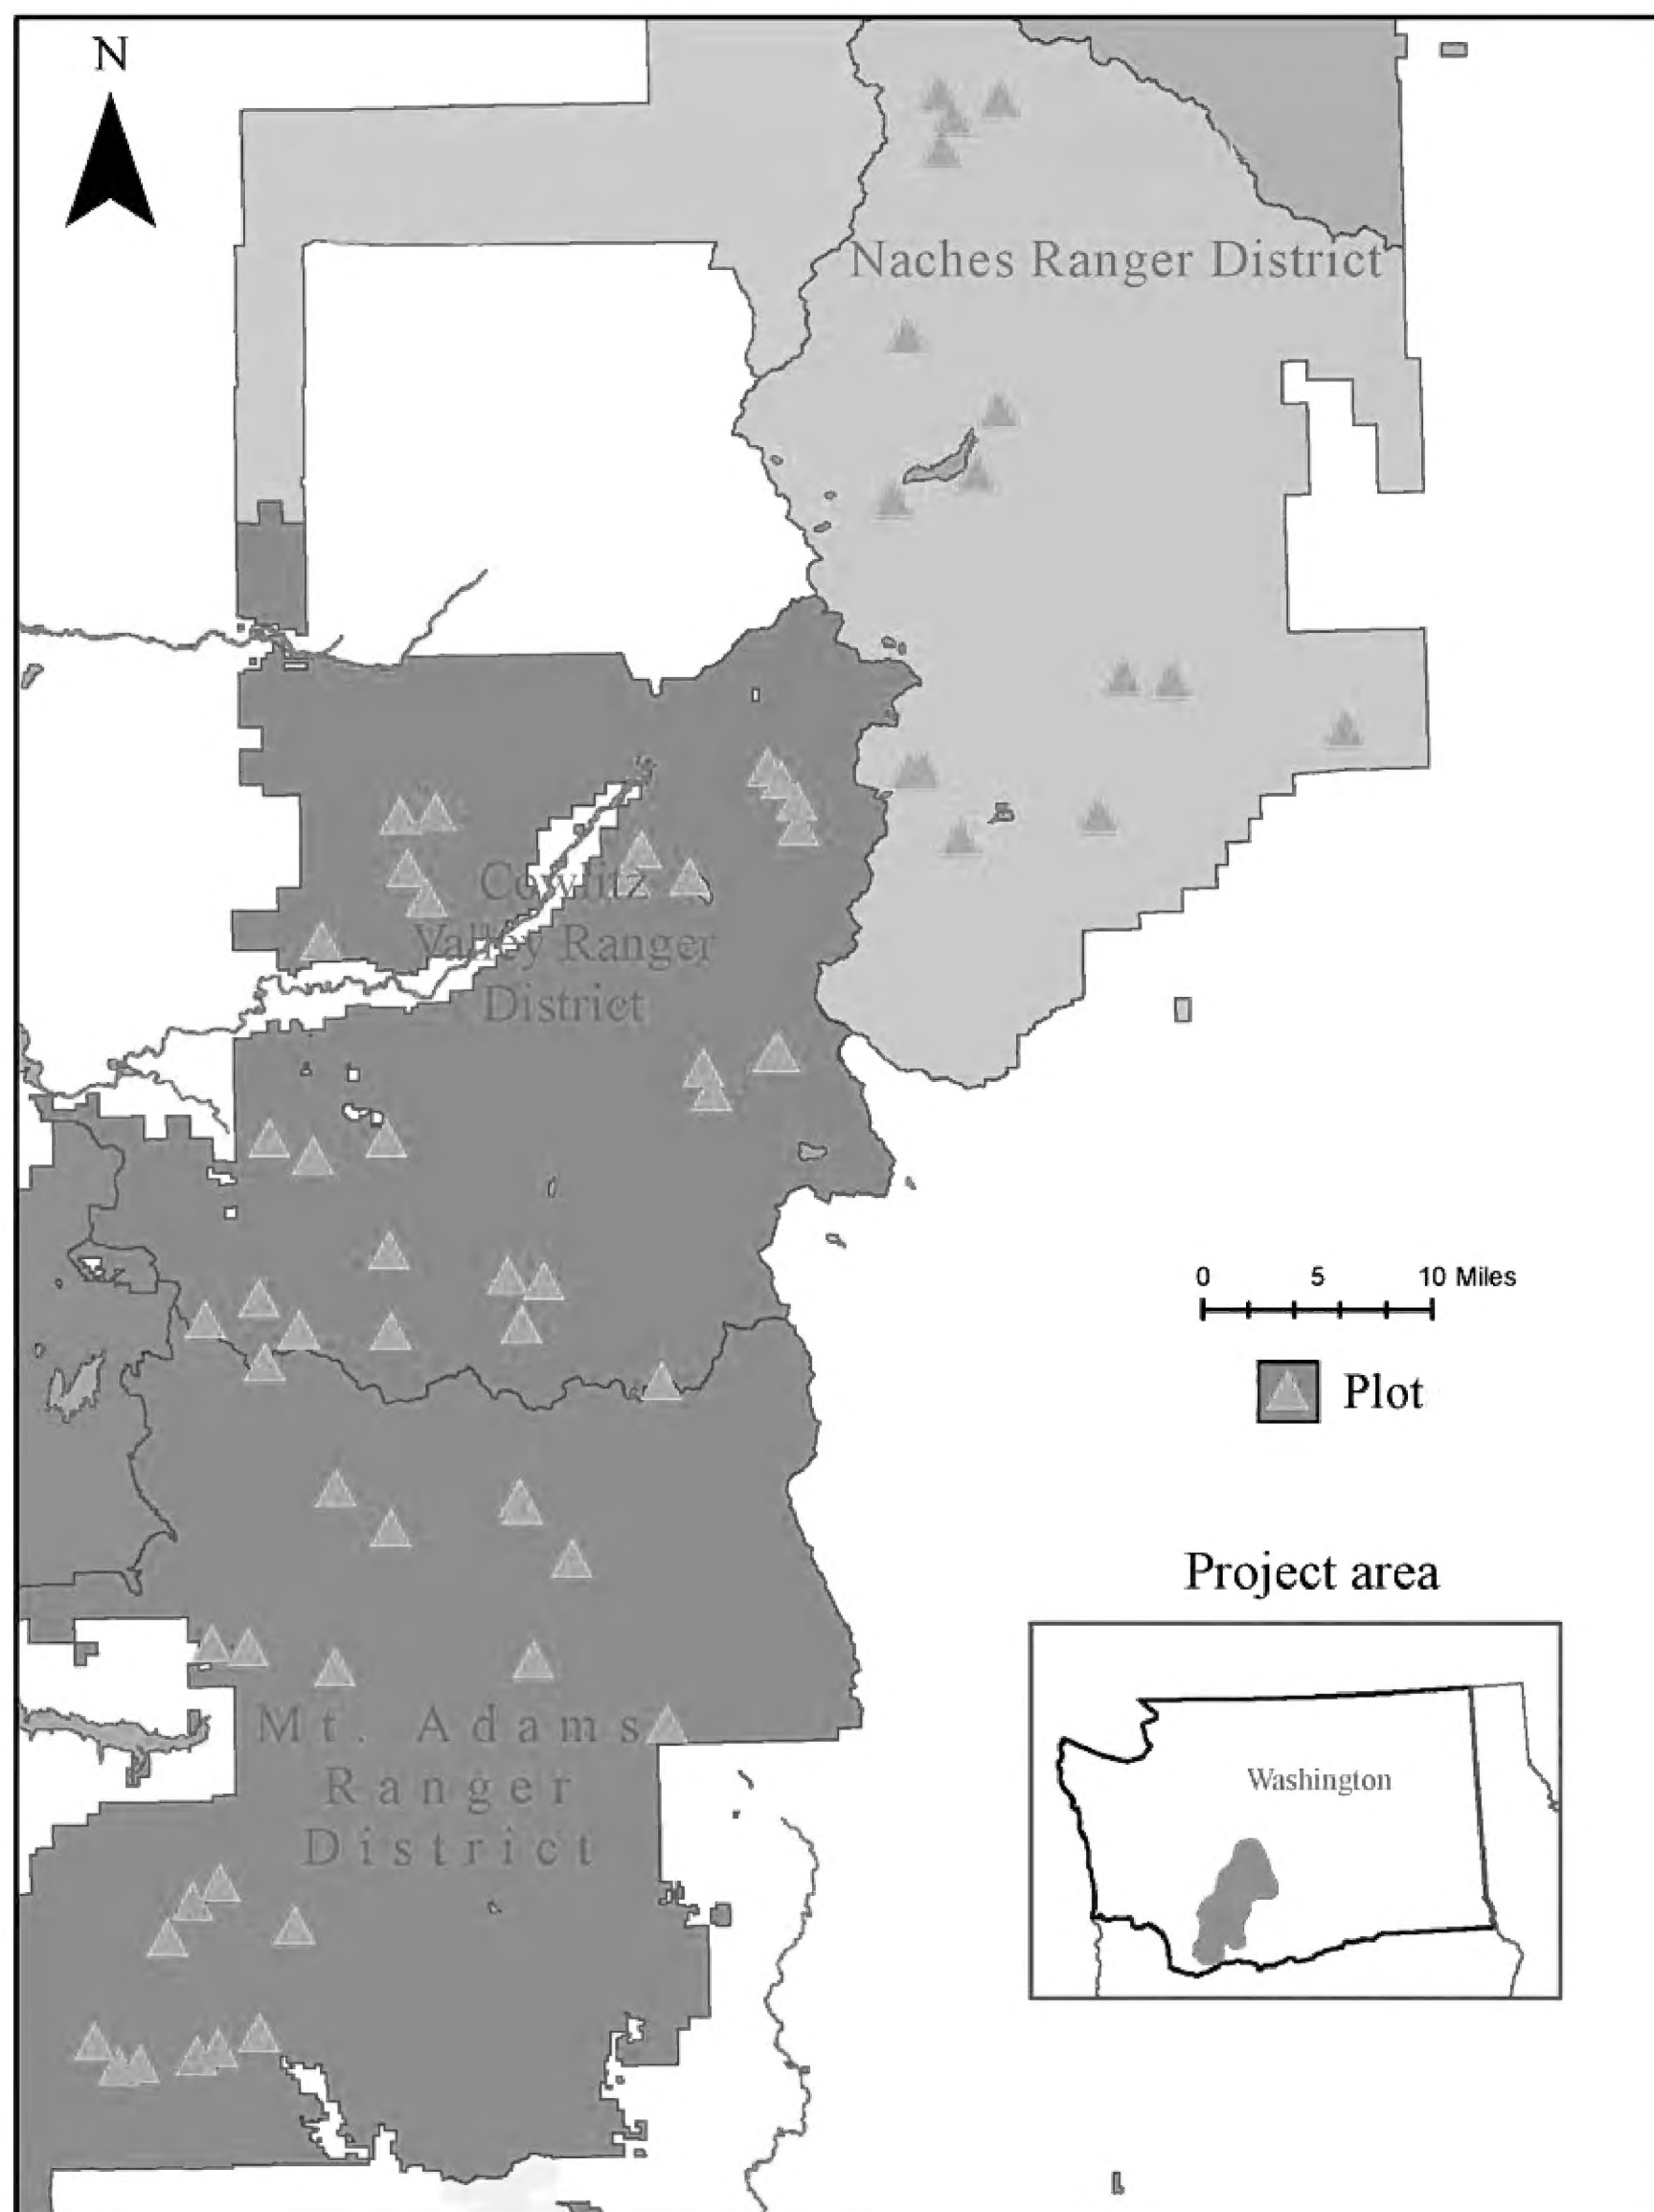 N
Naches Ranger District
Cowlitz
Valley Ranger
District
0 5 10 Miles
Plot
Project area
Washington
Mt. Adams
Ranger
District